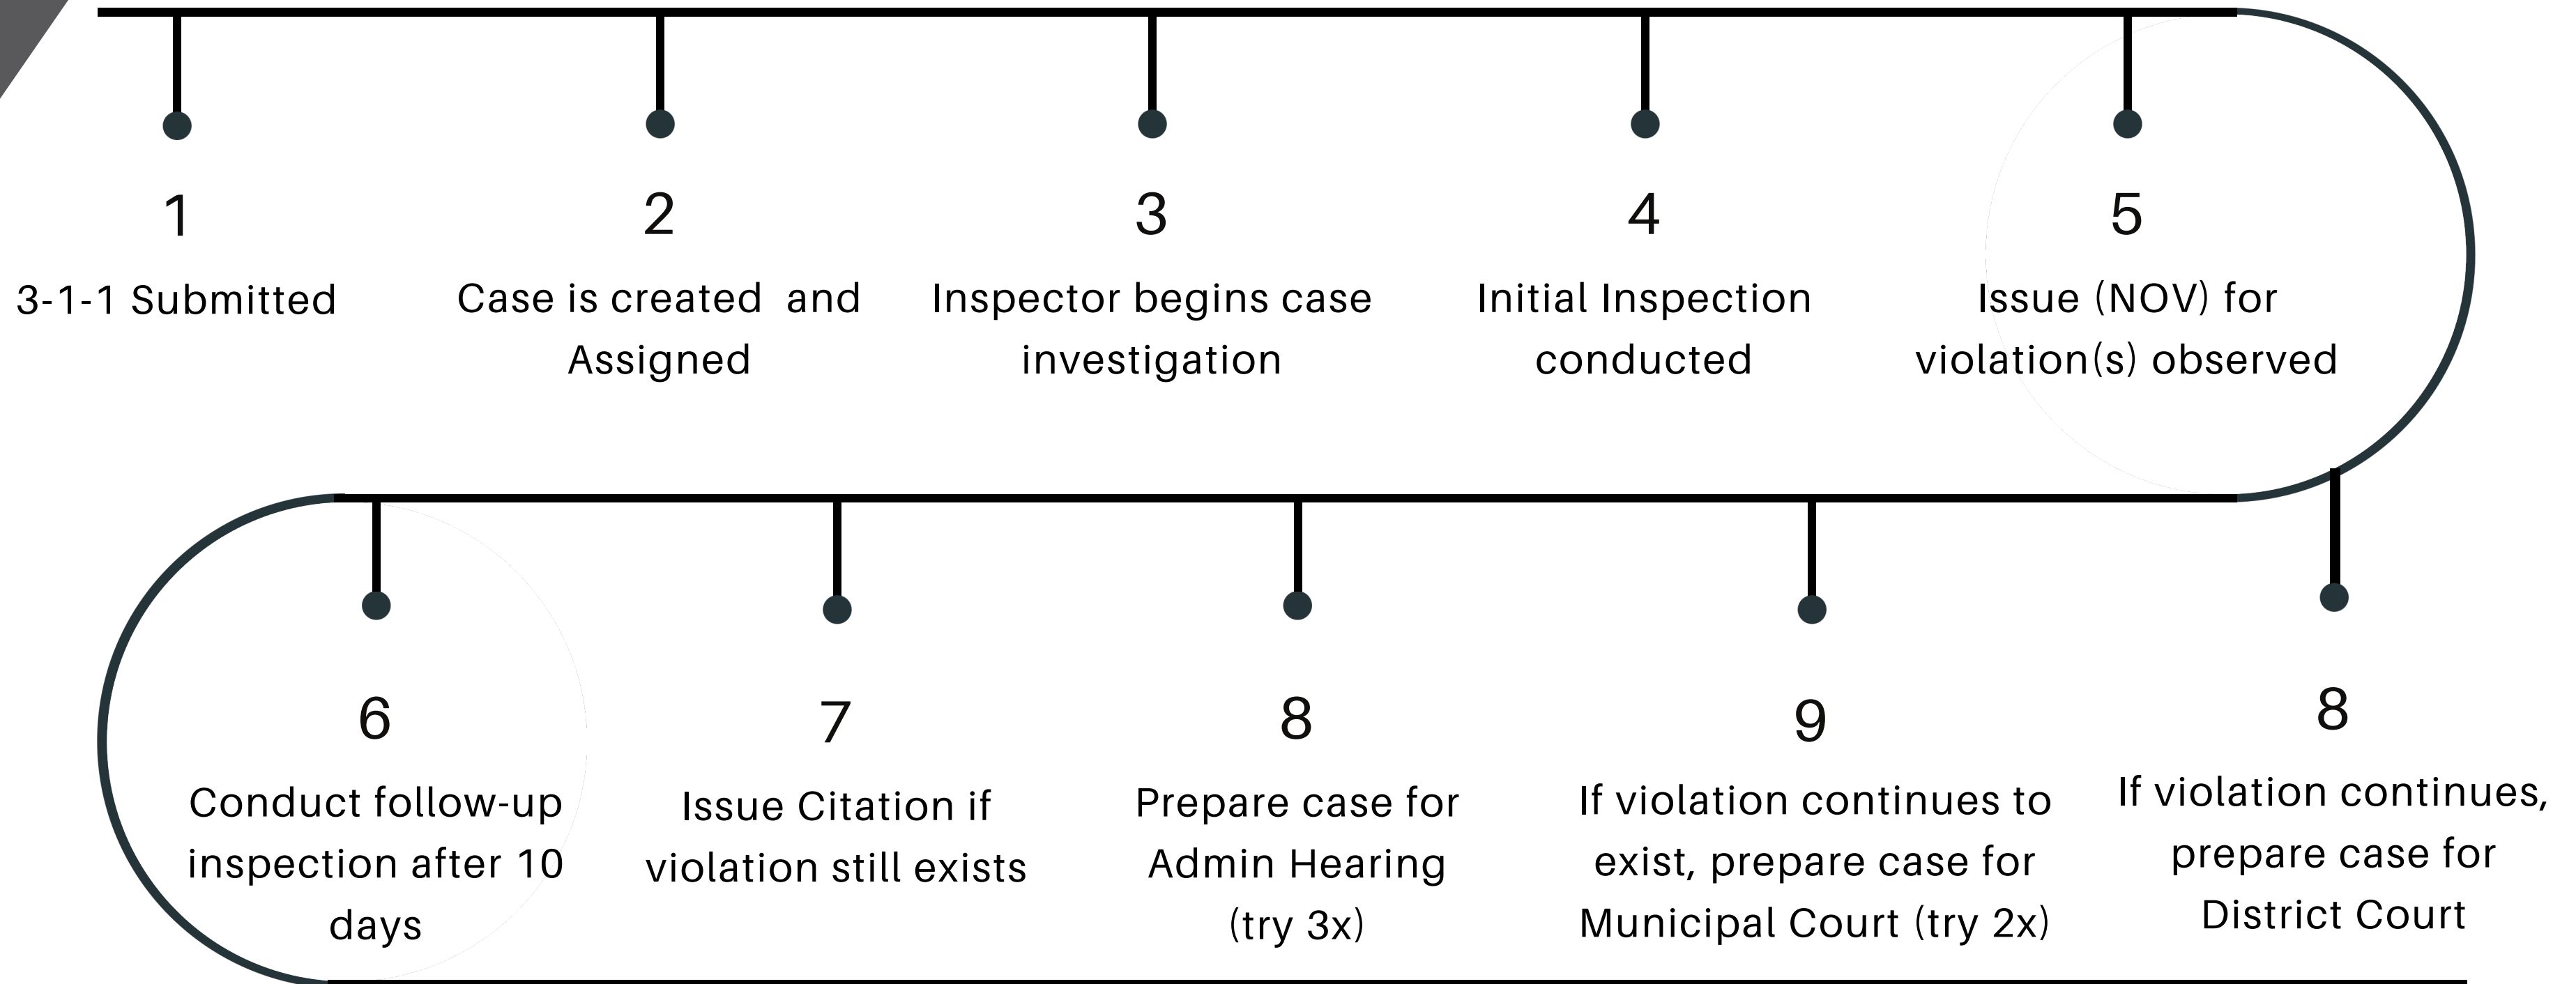 1
3-1-1 Submitted
2
Case is created  and
Assigned
3
Inspector begins case
investigation
4
Initial Inspection
conducted
5
Issue (NOV) for
violation(s) observed
6
Conduct follow-up
inspection after 10
days
7
Issue Citation if
violation still exists
8
Prepare case for
Admin Hearing
(try 3x)
9
If violation continues to
exist, prepare case for
Municipal Court (try 2x)
8
If violation continues,
prepare case for
District Court